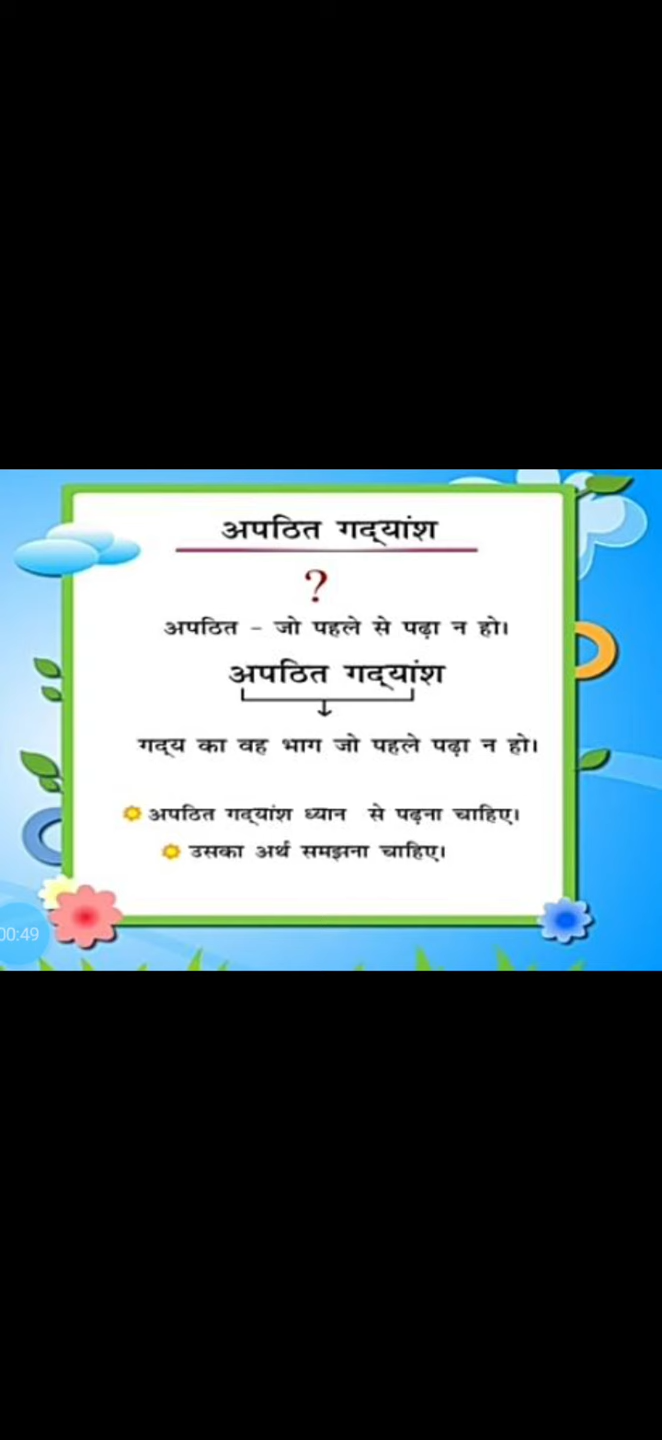 अपठित गद्यांश
?
अपठित - जो पहले से पढ़ा न हो।
अपठित गद्यांश
↓
गद्य का वह भाग जो पहले पढ़ा न हो।
अपठित गद्यांश ध्यान से पढ़ना चाहिए।
उसका अर्थ समझना चाहिए।
00:49